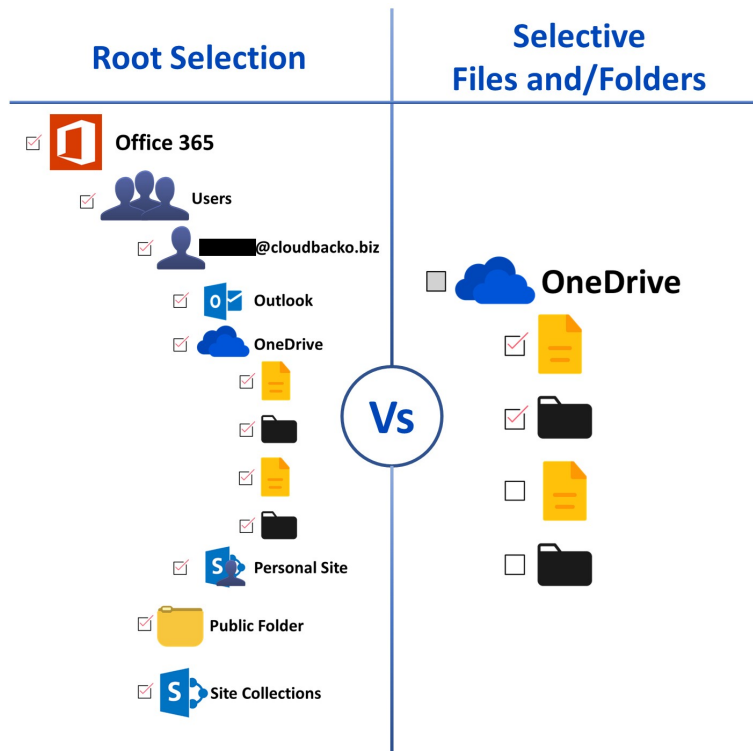 Root Selection
Selective
Files and/Folders
Office 365
Users
@cloudbacko.biz
Outlook
OneDrive
Personal Site
Public Folder
Site Collections
Vs
OneDrive